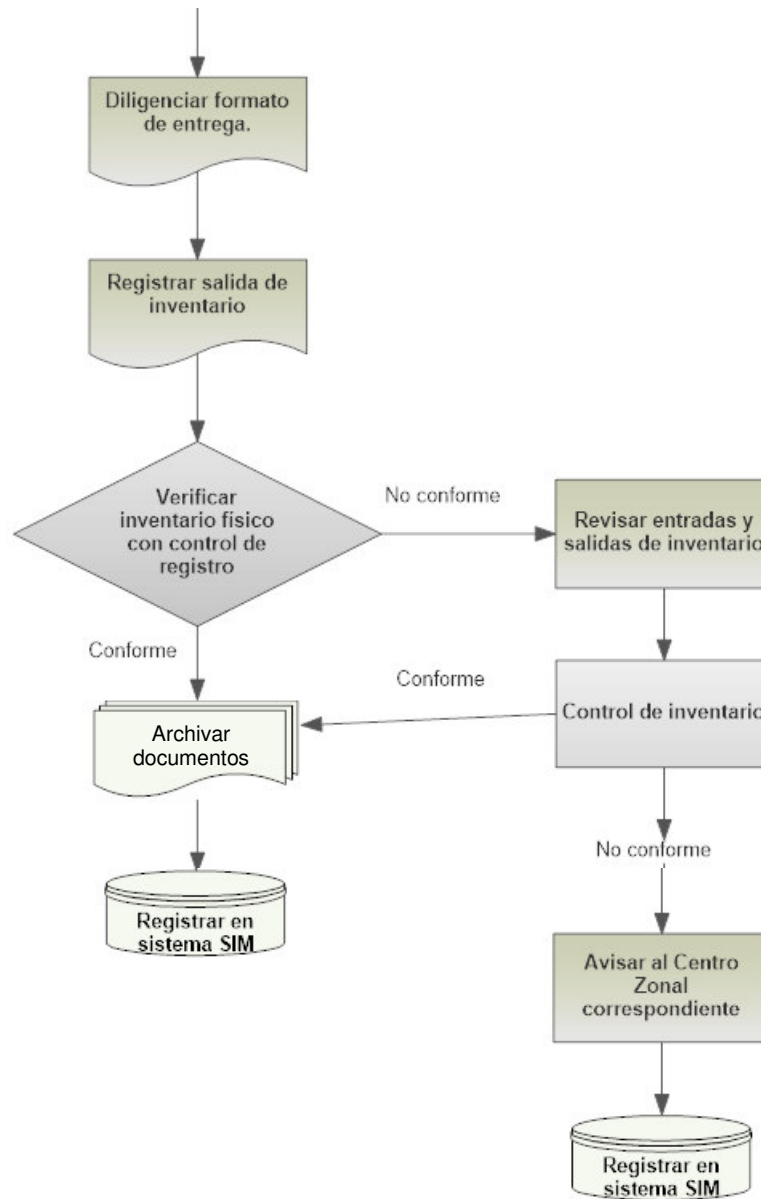 Diligenciar formato
de entrega.
Registrar salida de
inventario
Verificar
inventario físico
con control de
registro
No conforme
Revisar entradas y
salidas de inventario
Conforme
Conforme
Control de inventario
Archivar
documentos
No conforme
Registrar en
sistema SIM
Avisar al Centro
Zonal
correspondiente
Registrar en
sistema SIM